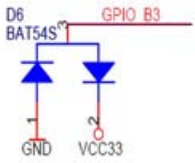 D6
BAT54S
3
GPIO_B3
1
2
GND
VCC33